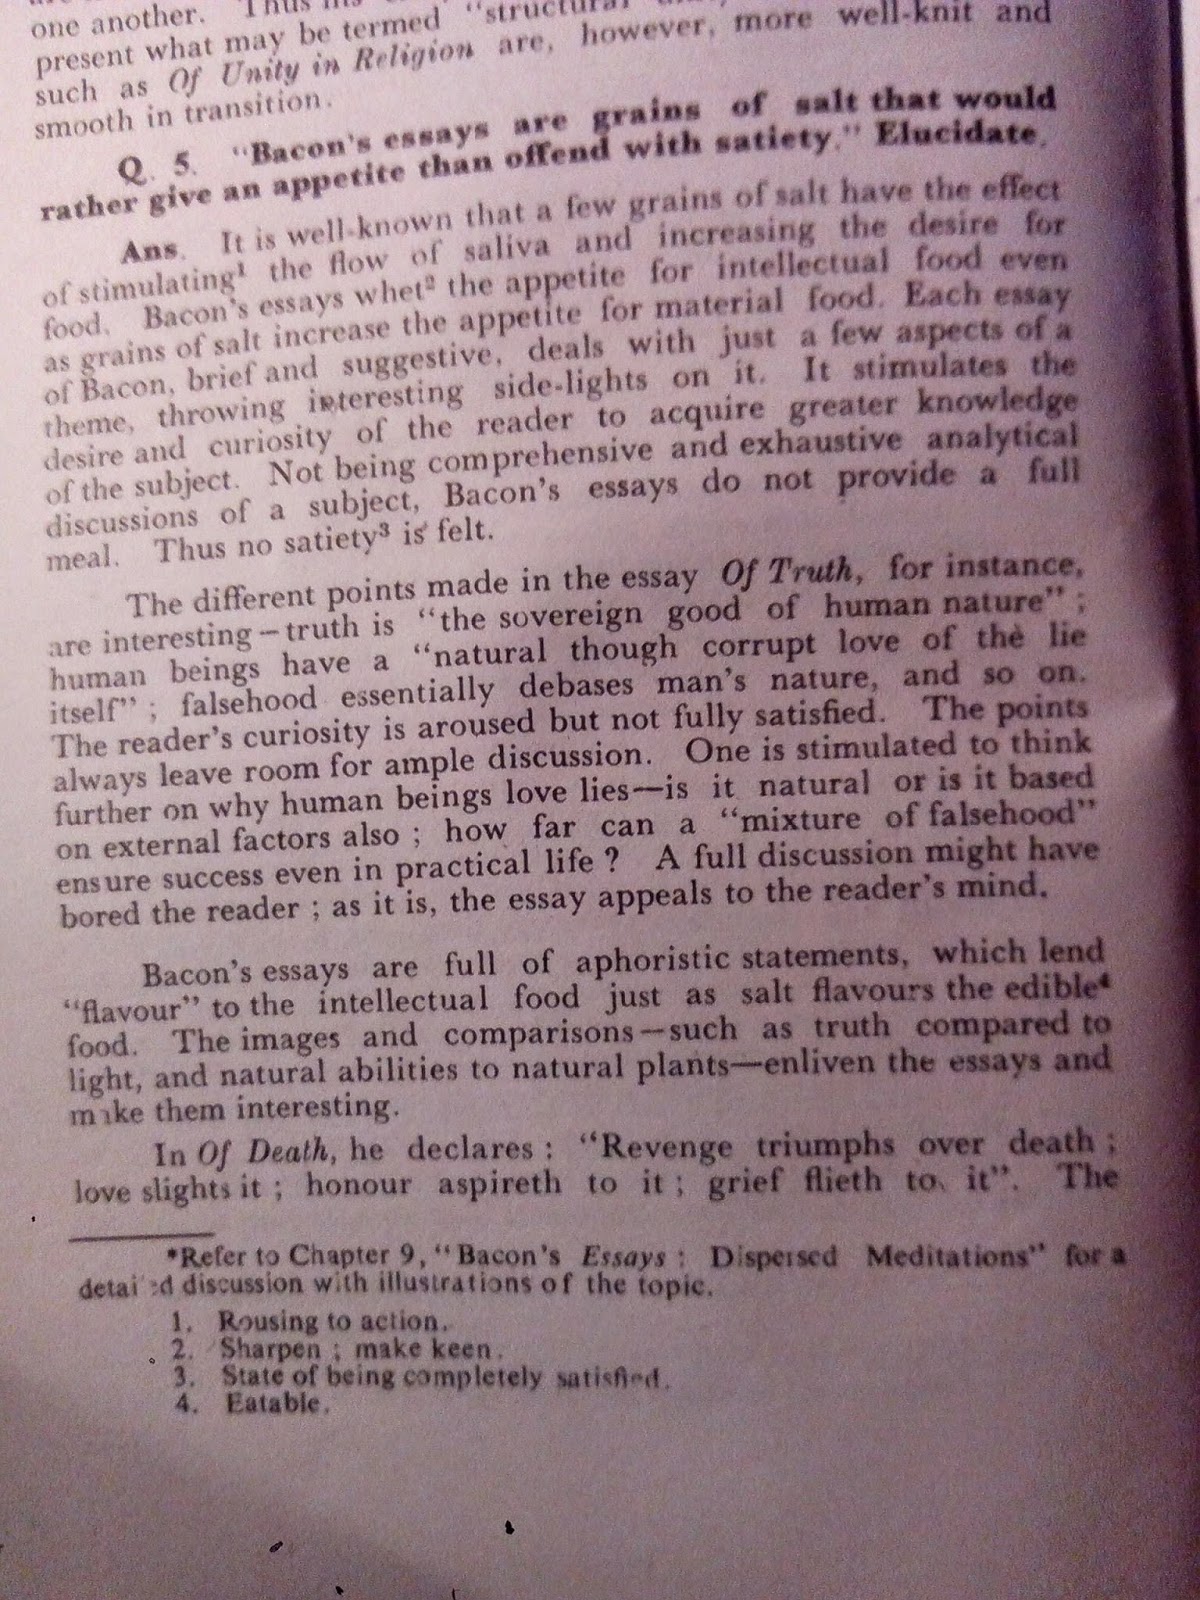 one another. Thus his
present what may be termed "structural
such as Of Unity in Religion are, however, more well-knit and
smooth in transition.
Q. 5. "Bacon's essays are grains of salt that would
rather give an appetite than offend with satiety." Elucidate.
Ans. It is well-known that a few grains of salt have the effect
of stimulating¹ the flow of saliva and increasing the desire for
food. Bacon's essays whet² the appetite for intellectual food even
as grains of salt increase the appetite for material food. Each essay
of Bacon, brief and suggestive, deals with just a few aspects of a
theme, throwing interesting side-lights on it. It stimulates the
desire and curiosity of the reader to acquire greater knowledge
of the subject. Not being comprehensive and exhaustive analytical
discussions of a subject, Bacon's essays do not provide a full
meal. Thus no satiety³ is felt.
The different points made in the essay Of Truth, for instance,
are interesting—truth is "the sovereign good of human nature" ;
human beings have a "natural though corrupt love of the lie
itself" ; falsehood essentially debases man's nature, and so on.
The reader's curiosity is aroused but not fully satisfied. The points
always leave room for ample discussion. One is stimulated to think
further on why human beings love lies—is it natural or is it based
on external factors also ; how far can a "mixture of falsehood"
ensure success even in practical life ? A full discussion might have
bored the reader ; as it is, the essay appeals to the reader's mind.
Bacon's essays are full of aphoristic statements, which lend
"flavour" to the intellectual food just as salt flavours the edible⁴
food. The images and comparisons—such as truth compared to
light, and natural abilities to natural plants—enliven the essays and
make them interesting.
In Of Death, he declares : "Revenge triumphs over death ;
love slights it ; honour aspireth to it ; grief flieth to it". The
*Refer to Chapter 9, "Bacon's Essays : Dispersed Meditations" for a
detailed discussion with illustrations of the topic.
1. Rousing to action.
2. Sharpen ; make keen.
3. State of being completely satisfied.
4. Eatable.